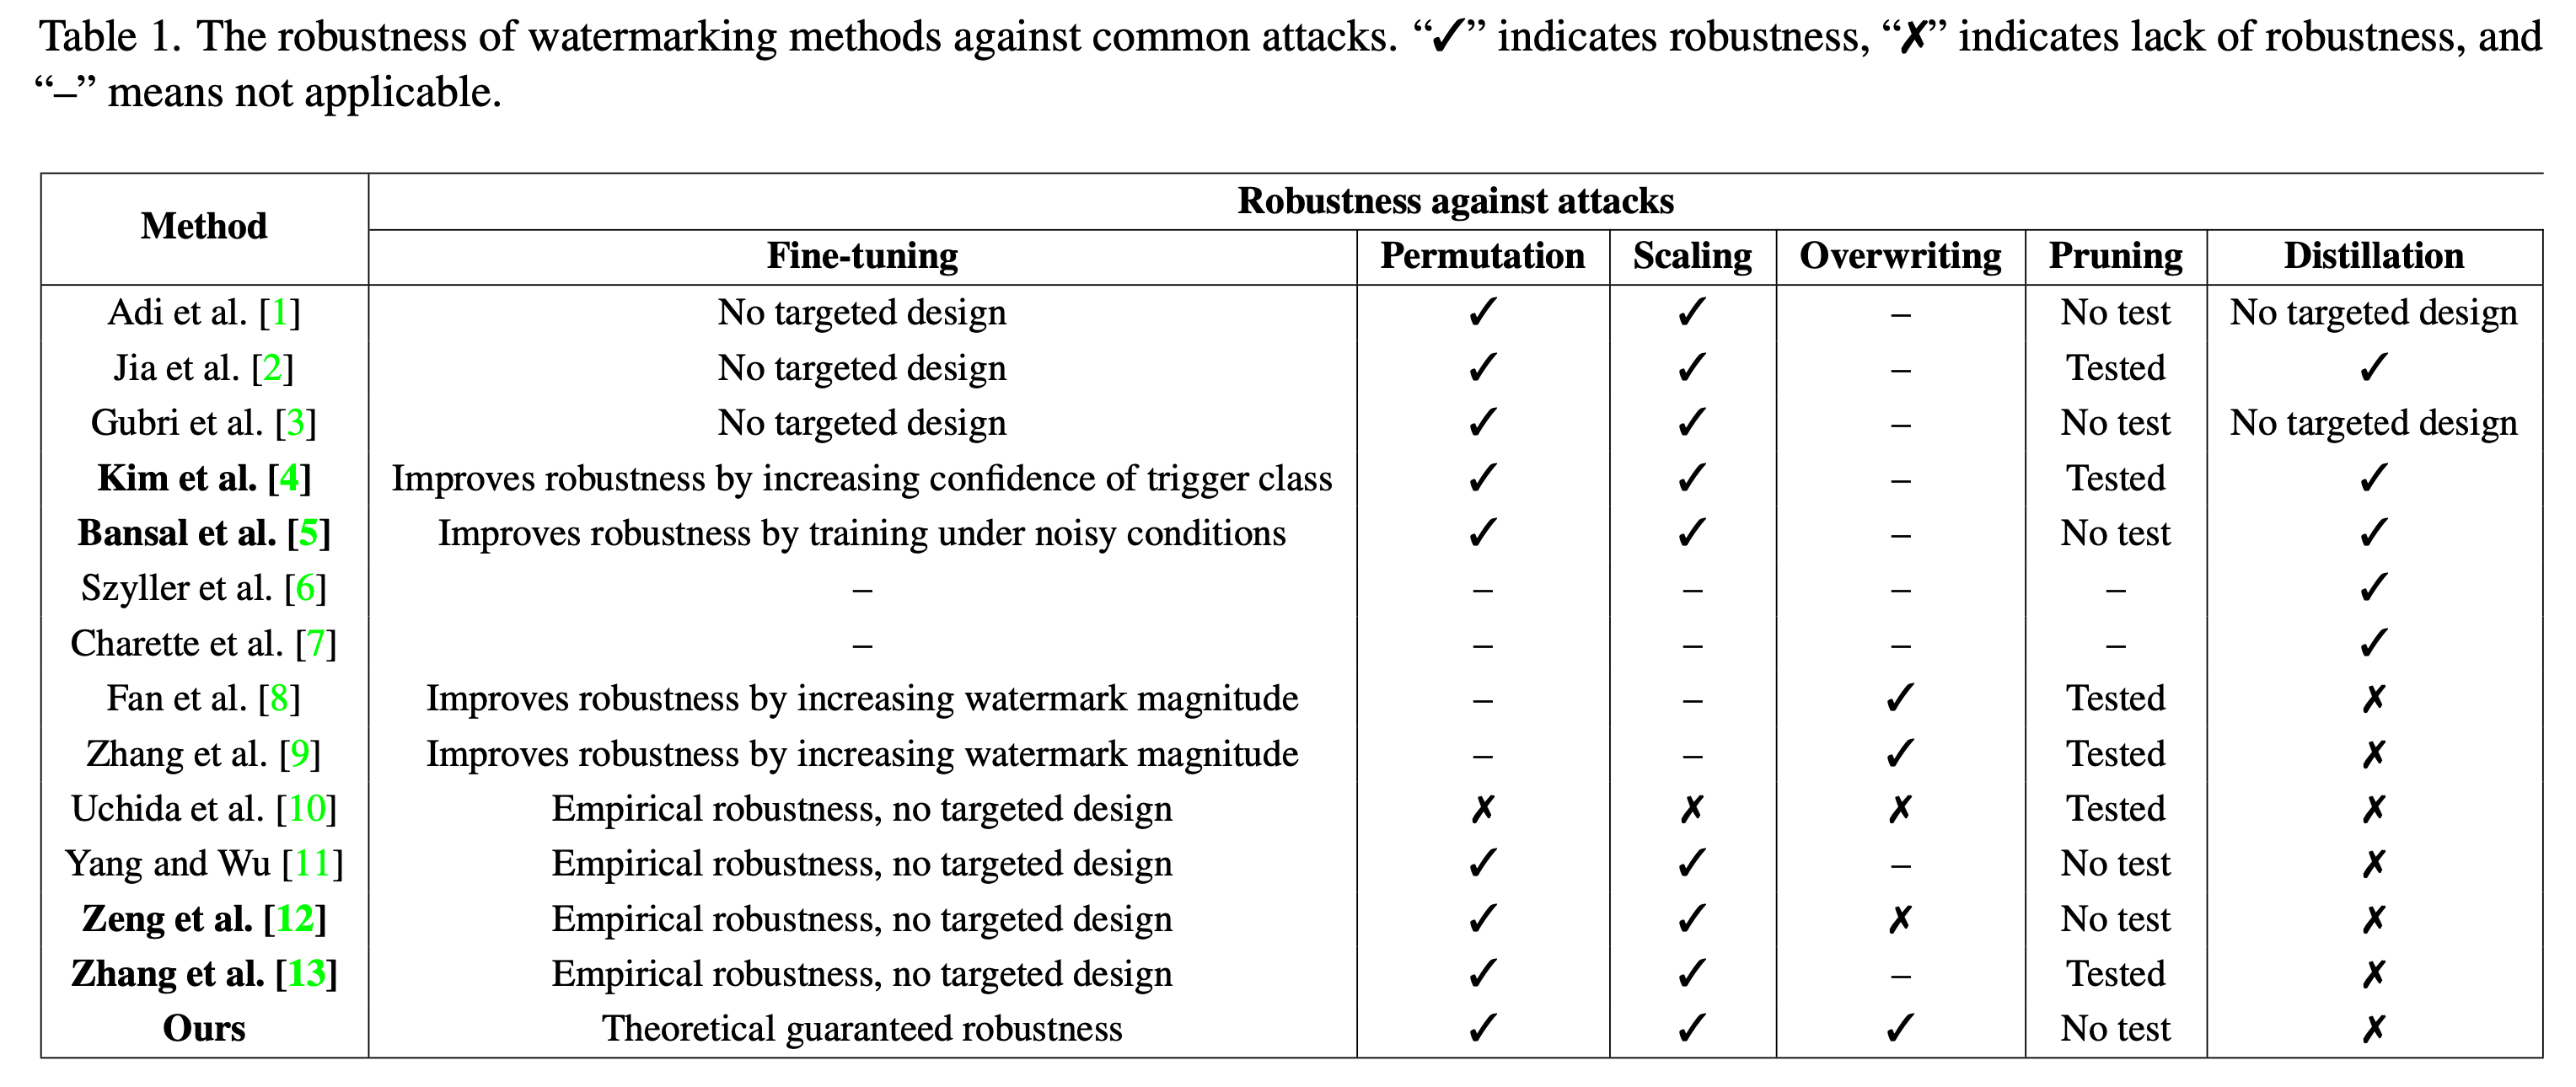 Table 1. The robustness of watermarking methods against common attacks. “✓” indicates robustness, “✗” indicates lack of robustness, and
“–” means not applicable.
Method Robustness against attacks
Fine-tuning Permutation Scaling Overwriting Pruning Distillation
Adi et al. [1] No targeted design ✓ ✓ – No test No targeted design
Jia et al. [2] No targeted design ✓ ✓ – Tested ✓
Gubri et al. [3] No targeted design ✓ ✓ – No test No targeted design
Kim et al. [4] Improves robustness by increasing confidence of trigger class ✓ ✓ – Tested ✓
Bansal et al. [5] Improves robustness by training under noisy conditions ✓ ✓ – No test ✓
Szyller et al. [6] – – – – – ✓
Charette et al. [7] – – – – – ✓
Fan et al. [8] Improves robustness by increasing watermark magnitude – – ✓ Tested ✗
Zhang et al. [9] Improves robustness by increasing watermark magnitude – – ✓ Tested ✗
Uchida et al. [10] Empirical robustness, no targeted design ✗ ✗ ✗ Tested ✗
Yang and Wu [11] Empirical robustness, no targeted design ✓ ✓ – No test ✗
Zeng et al. [12] Empirical robustness, no targeted design ✓ ✓ ✗ No test ✗
Zhang et al. [13] Empirical robustness, no targeted design ✓ ✓ – Tested ✗
Ours Theoretical guaranteed robustness ✓ ✓ ✓ No test ✗